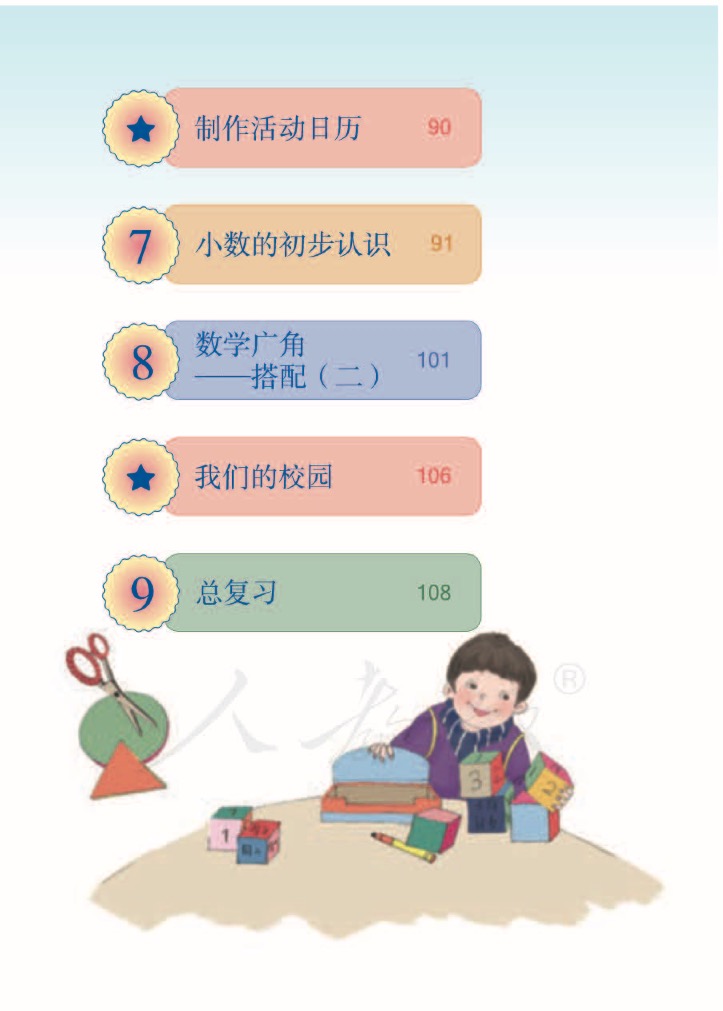 ★ 制作活动日历 90
7 小数的初步认识 91
8 数学广角
——搭配（二） 101
★ 我们的校园 106
9 总复习 108
人教
®
3
2
1